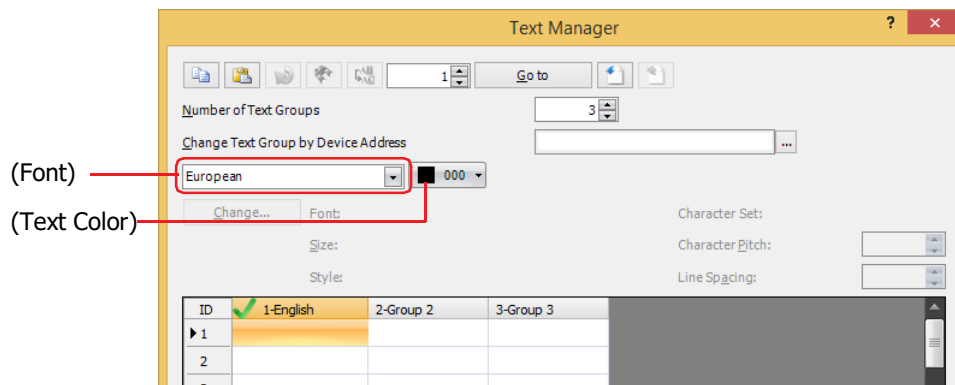 Text Manager ?
1 Go to
Number of Text Groups 3
Change Text Group by Device Address ...
(Font) European 000
(Text Color)
Change... Font: Character Set:
Size: Character Pitch:
Style: Line Spacing:
ID 1-English 2-Group 2 3-Group 3
1
2